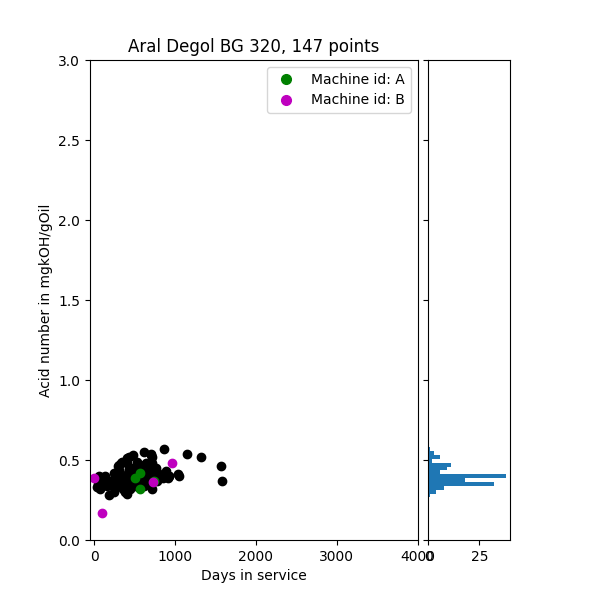 Aral Degol BG 320, 147 points
Machine id: A
Machine id: B
3.0
2.5
2.0
1.5
1.0
0.5
0.0
Acid number in mgkOH/gOil
0 1000 2000 3000 4000
0 25
Days in service